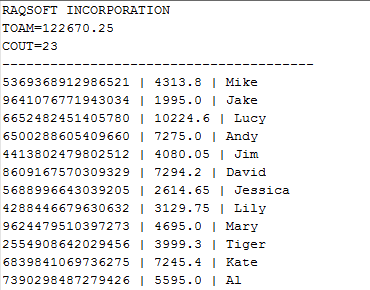 RAQSOFT INCORPORATION
TOAM=122670.25
COUT=23
---------------------------------------
5369368912986521 | 4313.8 | Mike
9641076771943034 | 1995.0 | Jake
6652482451405780 | 10224.6 | Lucy
6500288605409660 | 7275.0 | Andy
4413802479802512 | 4080.05 | Jim
8609167570309329 | 7294.2 | David
5688996643039205 | 2614.65 | Jessica
4288446679630632 | 3129.75 | Lily
9624479510397273 | 4695.0 | Mary
2554908642029456 | 3999.3 | Tiger
6839841069736275 | 7245.4 | Kate
7390298487279426 | 5595.0 | Al